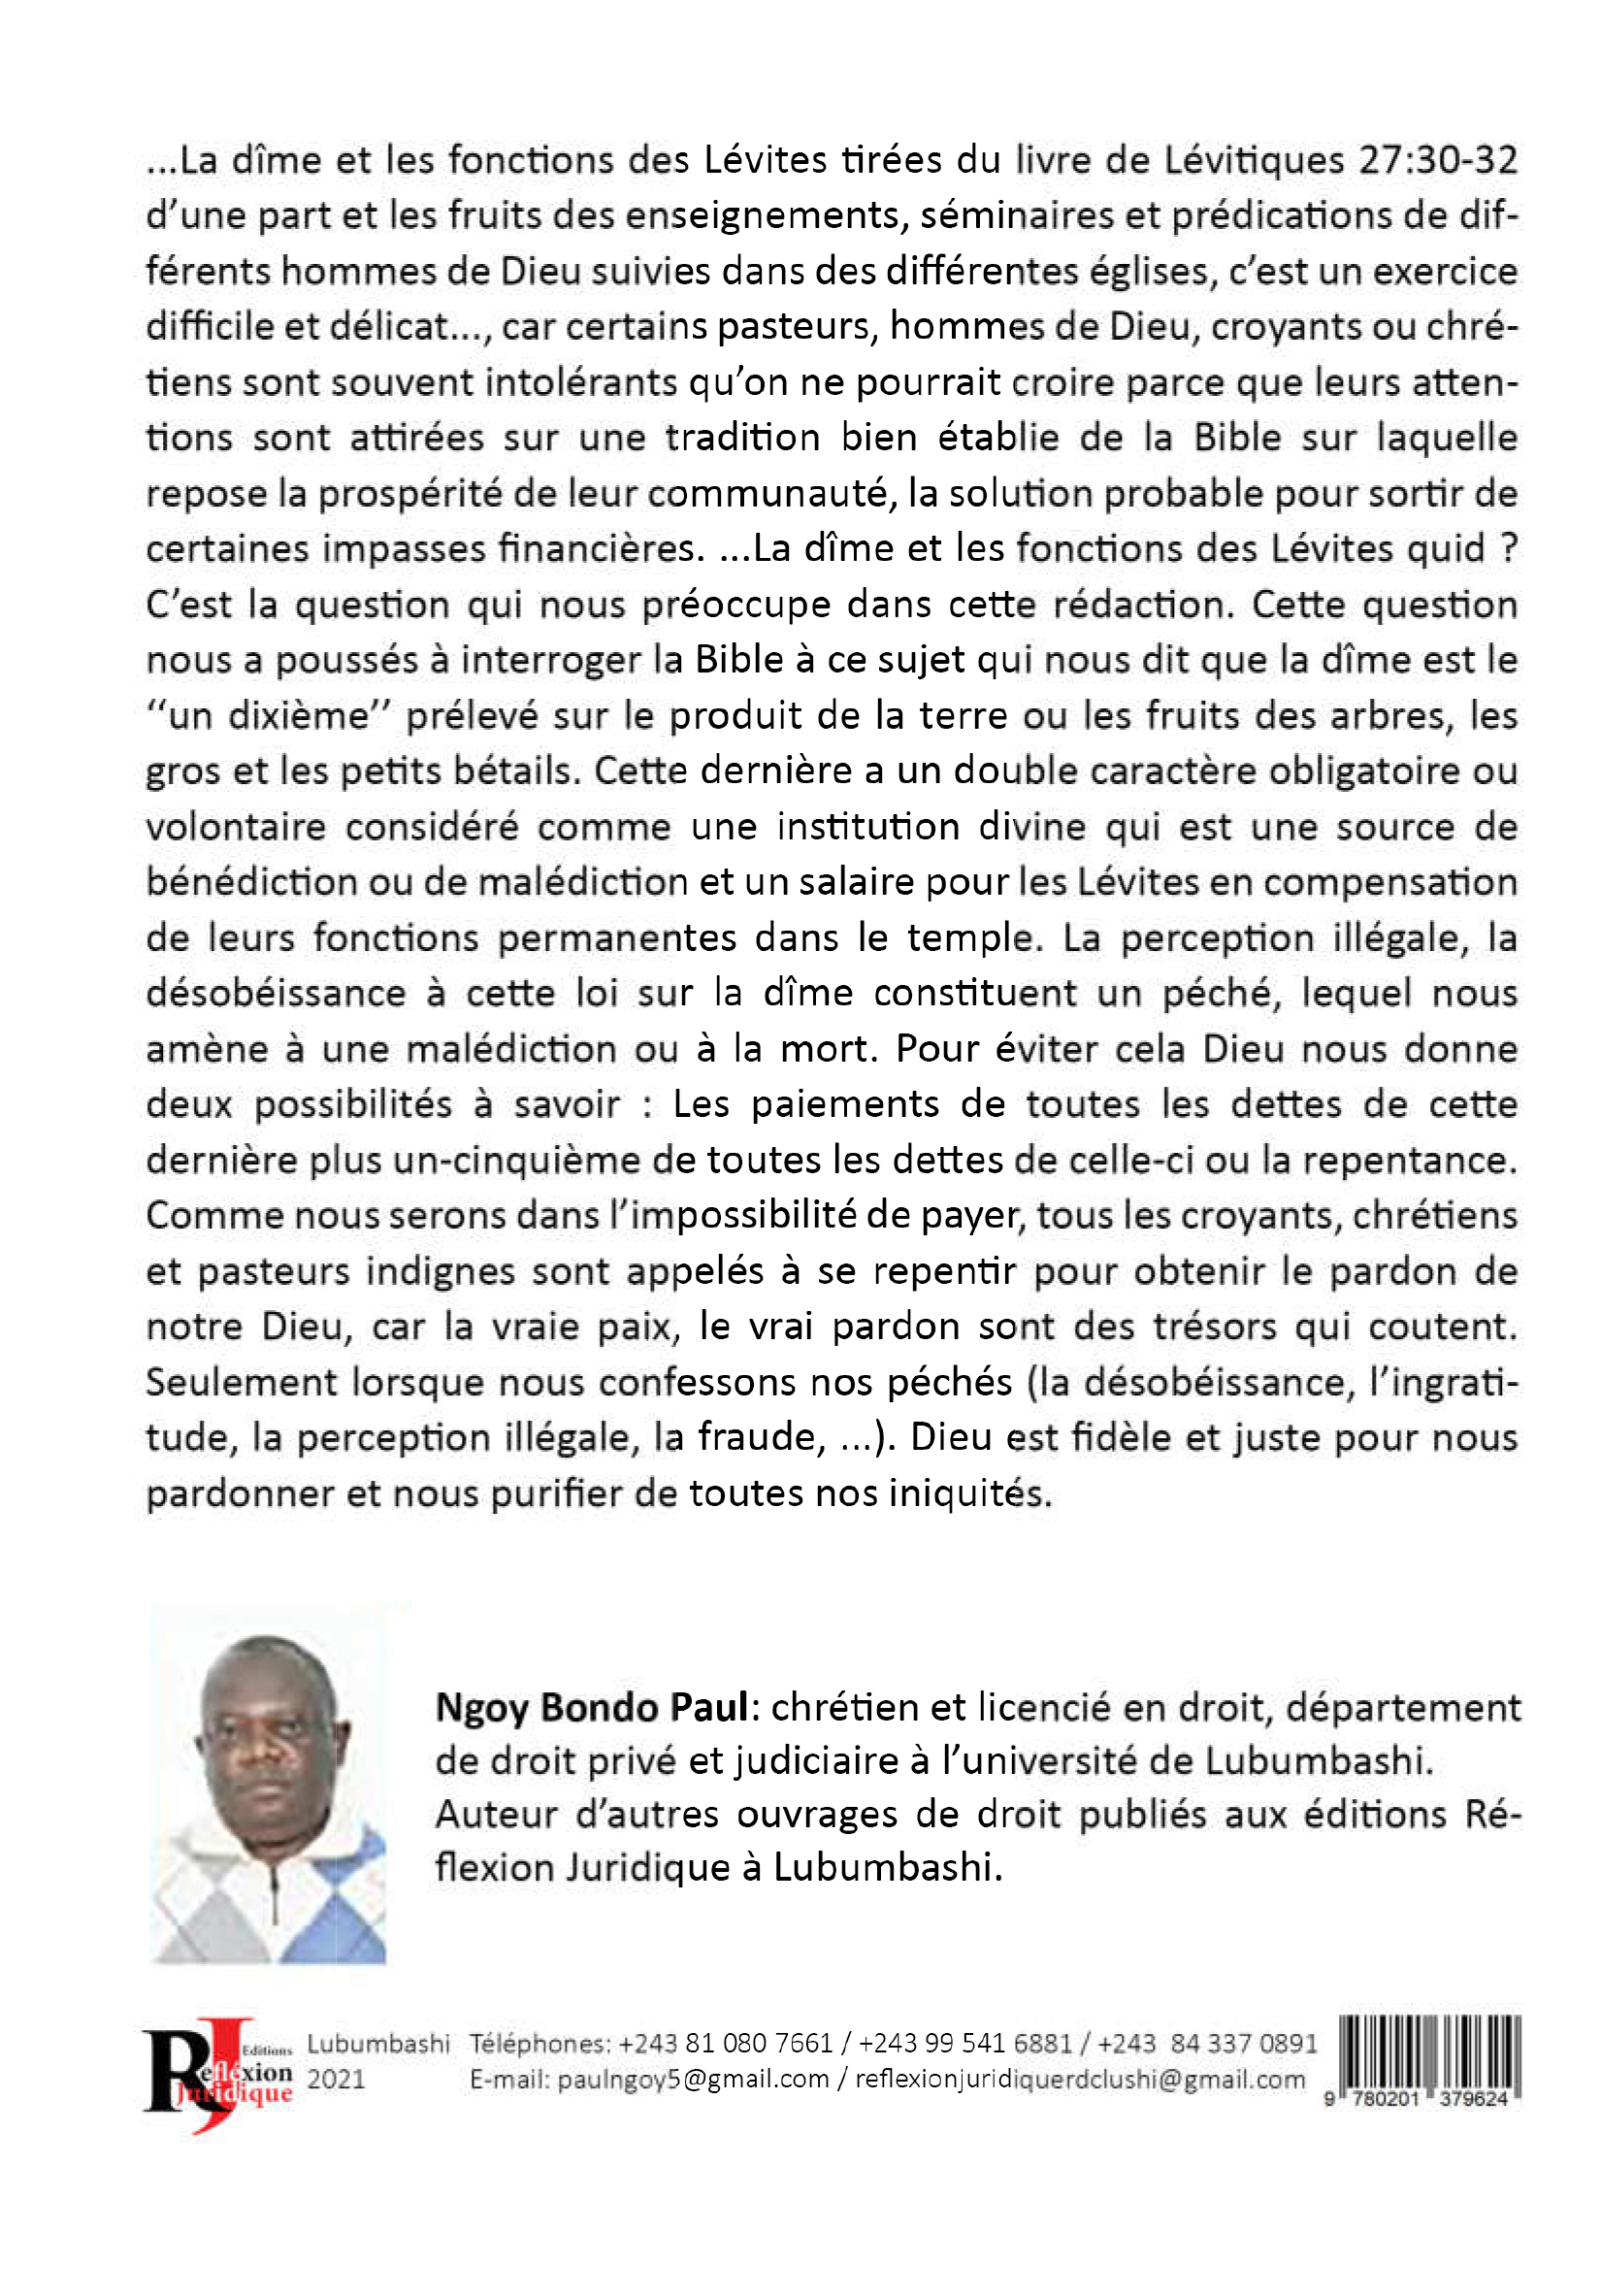 ...La dîme et les fonctions des Lévites tirées du livre de Lévitiques 27:30-32
d’une part et les fruits des enseignements, séminaires et prédications de dif-
férents hommes de Dieu suivies dans des différentes églises, c’est un exercice
difficile et délicat..., car certains pasteurs, hommes de Dieu, croyants ou chré-
tiens sont souvent intolérants qu’on ne pourrait croire parce que leurs atten-
tions sont attirées sur une tradition bien établie de la Bible sur laquelle
repose la prospérité de leur communauté, la solution probable pour sortir de
certaines impasses financières. ...La dîme et les fonctions des Lévites quid ?
C’est la question qui nous préoccupe dans cette rédaction. Cette question
nous a poussés à interroger la Bible à ce sujet qui nous dit que la dîme est le
‘‘un dixième’’ prélevé sur le produit de la terre ou les fruits des arbres, les
gros et les petits bétails. Cette dernière a un double caractère obligatoire ou
volontaire considéré comme une institution divine qui est une source de
bénédiction ou de malédiction et un salaire pour les Lévites en compensation
de leurs fonctions permanentes dans le temple. La perception illégale, la
désobéissance à cette loi sur la dîme constituent un péché, lequel nous
amène à une malédiction ou à la mort. Pour éviter cela Dieu nous donne
deux possibilités à savoir : Les paiements de toutes les dettes de cette
dernière plus un-cinquième de toutes les dettes de celle-ci ou la repentance.
Comme nous serons dans l’impossibilité de payer, tous les croyants, chrétiens
et pasteurs indignes sont appelés à se repentir pour obtenir le pardon de
notre Dieu, car la vraie paix, le vrai pardon sont des trésors qui coutent.
Seulement lorsque nous confessons nos péchés (la désobéissance, l’ingrati-
tude, la perception illégale, la fraude, ...). Dieu est fidèle et juste pour nous
pardonner et nous purifier de toutes nos iniquités.
Ngoy Bondo Paul: chrétien et licencié en droit, département
de droit privé et judiciaire à l’université de Lubumbashi.
Auteur d’autres ouvrages de droit publiés aux éditions Ré-
flexion Juridique à Lubumbashi.
RJ Editions
Refléxion
Juridique
Lubumbashi
2021
Téléphones: +243 81 080 7661 / +243 99 541 6881 / +243 84 337 0891
E-mail: paulngoy5@gmail.com / reflexionjuridiquerdclushi@gmail.com
9 780201 379624